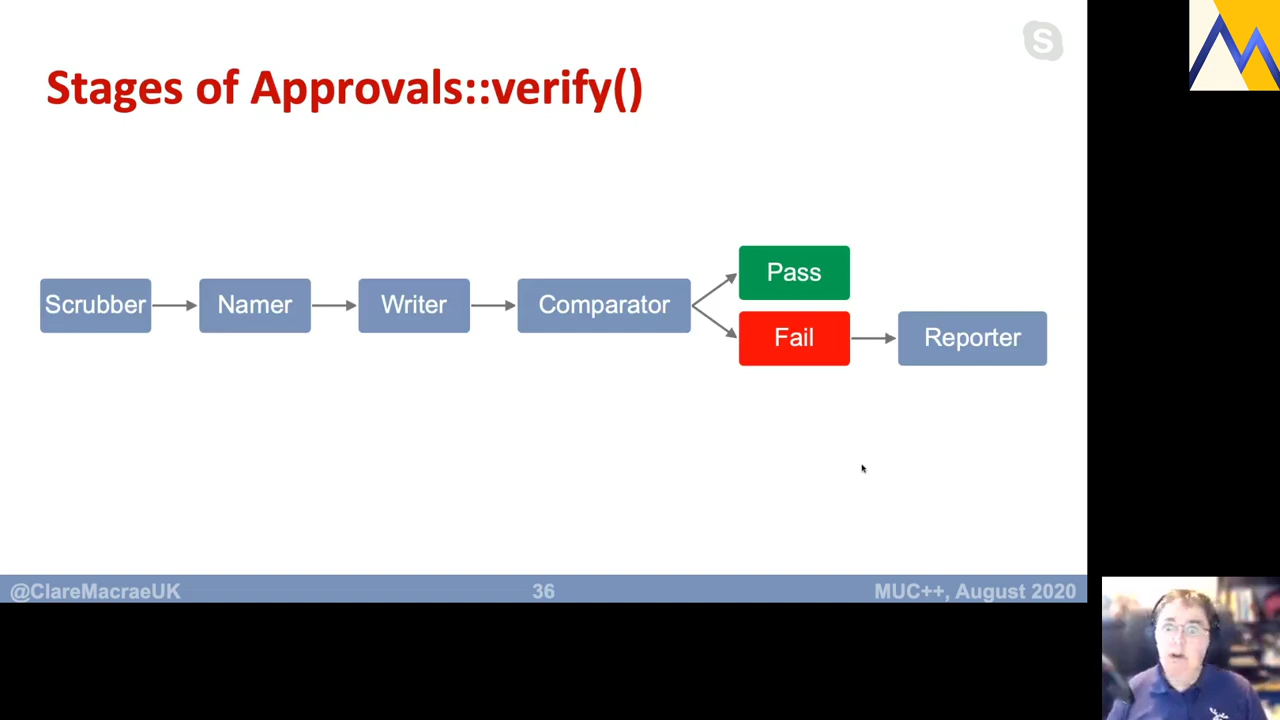 S
Stages of Approvals::verify()
Scrubber
Namer
Writer
Comparator
Pass
Fail
Reporter
@ClareMacraeUK
36
MUC++, August 2020